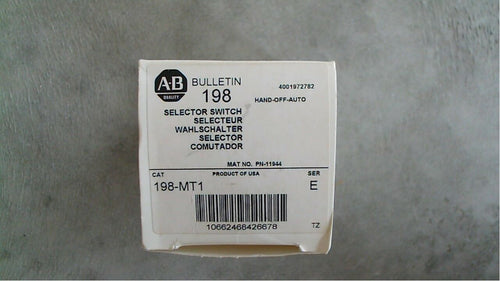 A-B
QUALITY
BULLETIN
198
4001972782
HAND-OFF-AUTO
SELECTOR SWITCH
SELECTEUR
WAHLSCHALTER
SELECTOR
COMUTADOR
MAT NO. PN-11944
CAT
PRODUCT OF USA
SER
198-MT1
E
10662468426678
TZ